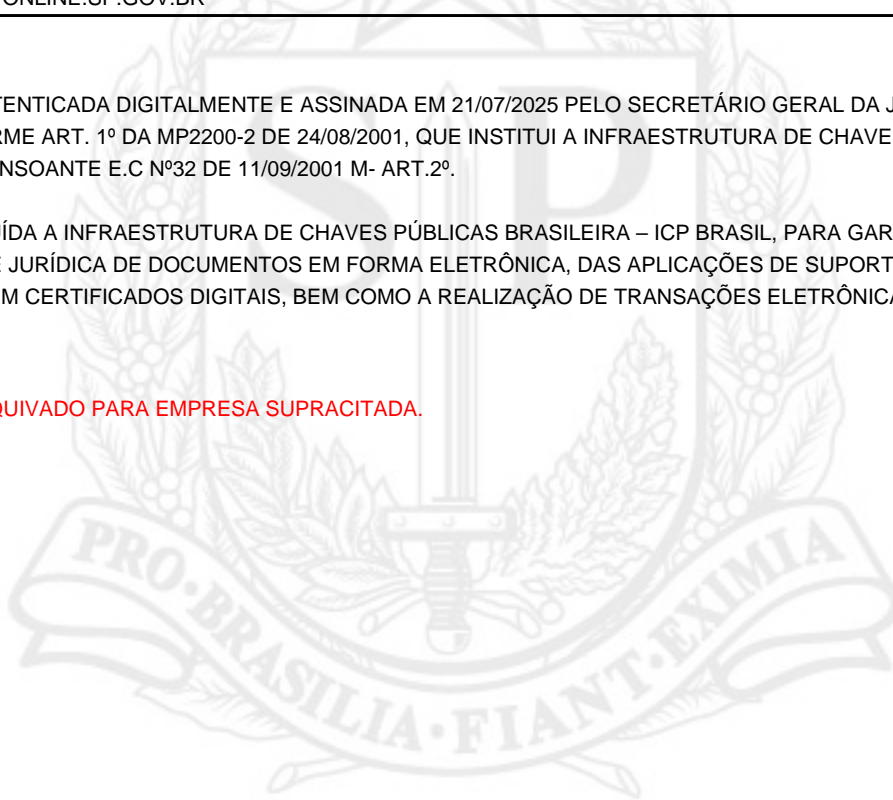 ONLINE.SP.GOV.BR
TENTICADA DIGITALMENTE E ASSINADA EM 21/07/2025 PELO SECRETÁRIO GERAL DA J
RME ART. 1º DA MP2200-2 DE 24/08/2001, QUE INSTITUI A INFRAESTRUTURA DE CHAVE
NSOANTE E.C Nº32 DE 11/09/2001 M- ART.2º.
UÍDA A INFRAESTRUTURA DE CHAVES PÚBLICAS BRASILEIRA – ICP BRASIL, PARA GAR
E JURÍDICA DE DOCUMENTOS EM FORMA ELETRÔNICA, DAS APLICAÇÕES DE SUPORT
M CERTIFICADOS DIGITAIS, BEM COMO A REALIZAÇÃO DE TRANSAÇÕES ELETRÔNICA
QUIVADO PARA EMPRESA SUPRACITADA.
SP
PRO·BRASILIA·FIANT·EXIMIA